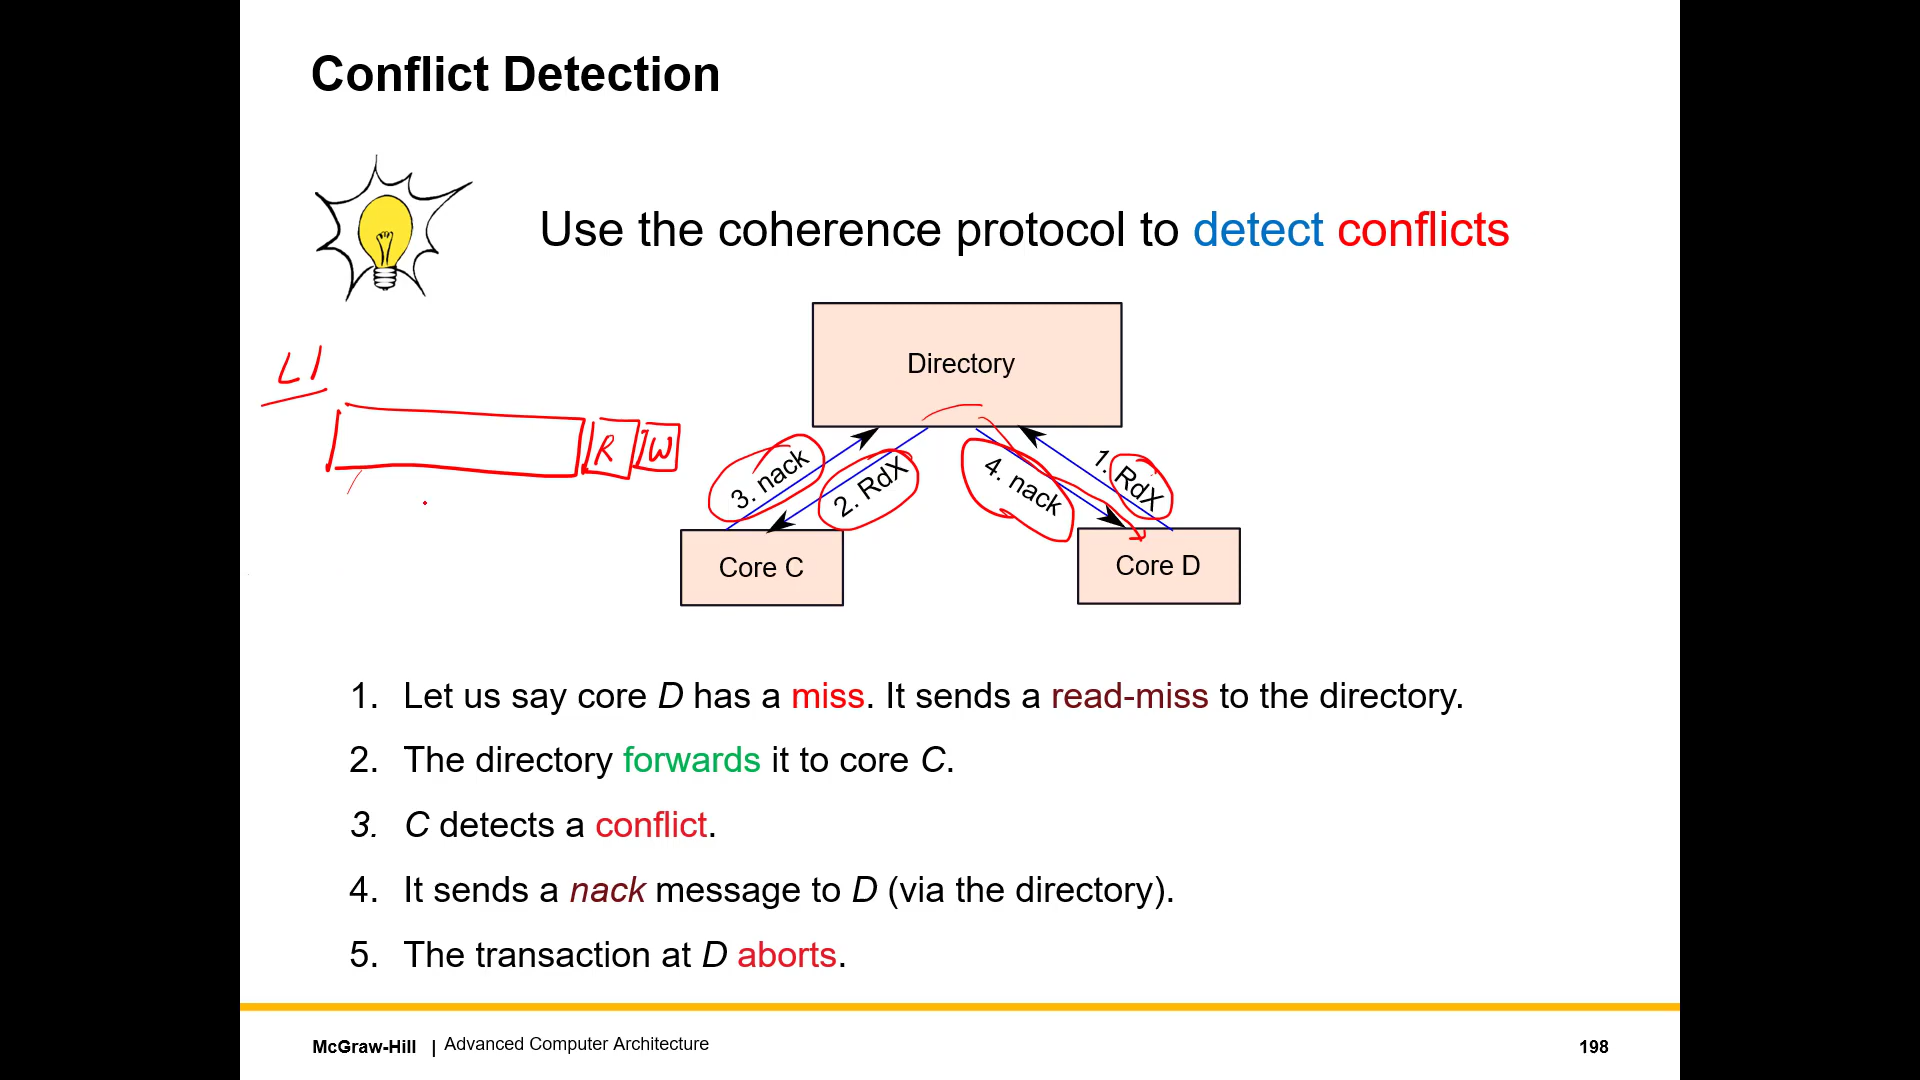 Conflict Detection
Use the coherence protocol to detect conflicts
Directory
L1
R W
3. nack
2. RdX
4. nack
1. RdX
Core C
Core D
1. Let us say core D has a miss. It sends a read-miss to the directory.
2. The directory forwards it to core C.
3. C detects a conflict.
4. It sends a nack message to D (via the directory).
5. The transaction at D aborts.
McGraw-Hill | Advanced Computer Architecture
198